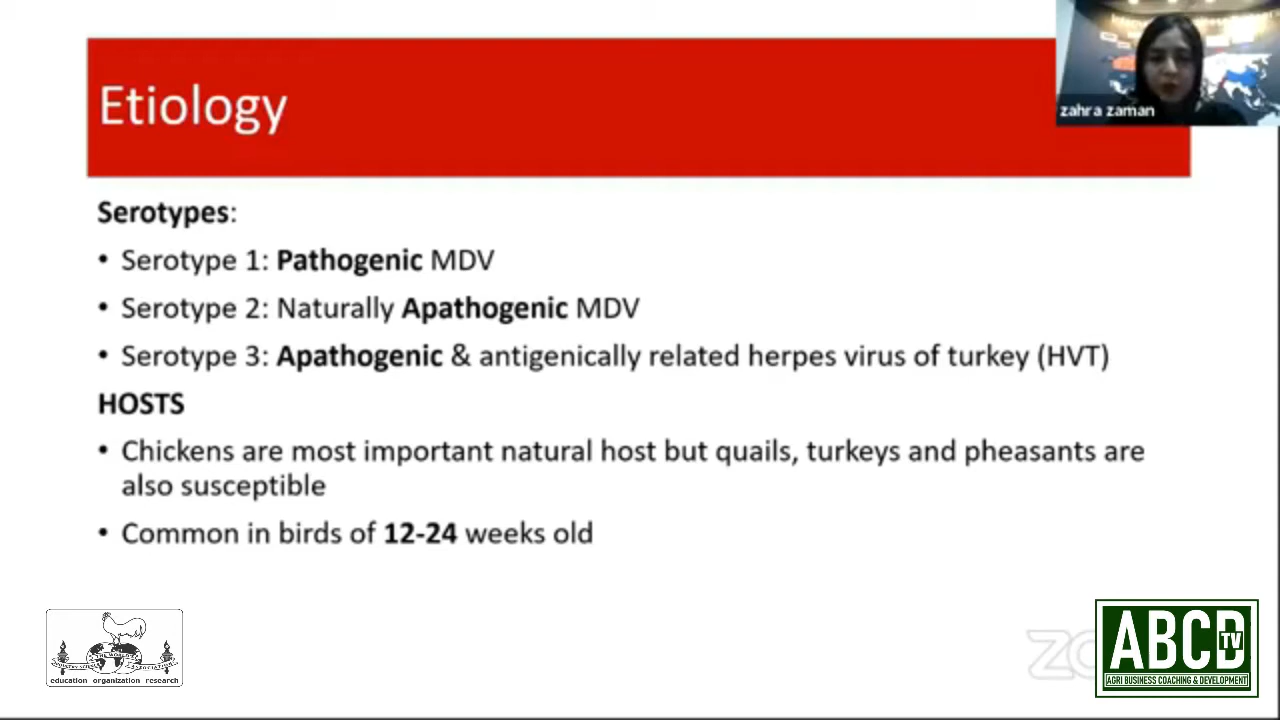 Etiology
zahra zaman
Serotypes:
• Serotype 1: Pathogenic MDV
• Serotype 2: Naturally Apathogenic MDV
• Serotype 3: Apathogenic & antigenically related herpes virus of turkey (HVT)
HOSTS
• Chickens are most important natural host but quails, turkeys and pheasants are
also susceptible
• Common in birds of 12-24 weeks old
education organization research
ABCD
TV
AGRI BUSINESS COACHING & DEVELOPMENT